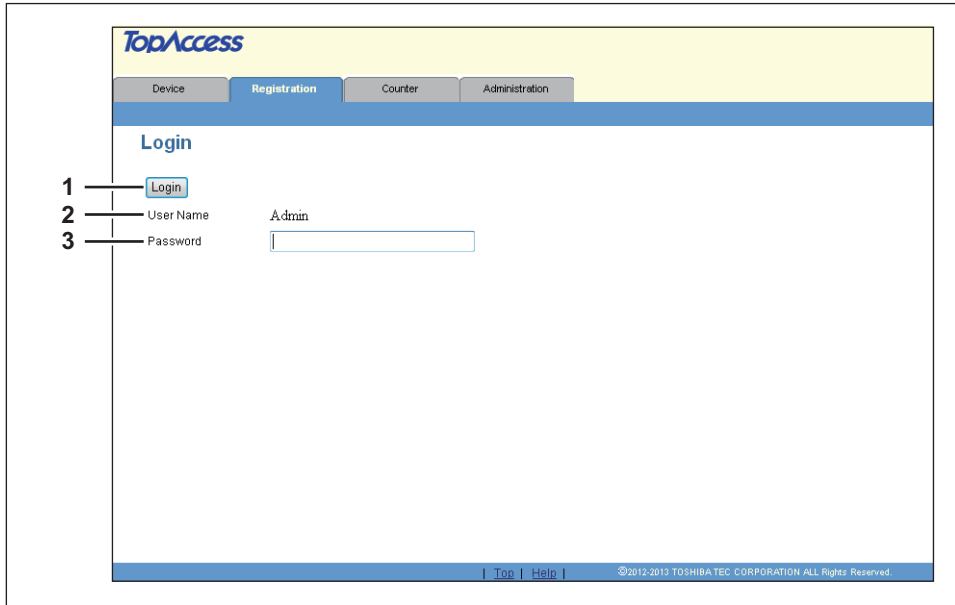 TopAccess
Device Registration Counter Administration
Login
1 Login
2 User Name Admin
3 Password
| Top | Help | ©2012-2013 TOSHIBA TEC CORPORATION ALL Rights Reserved.